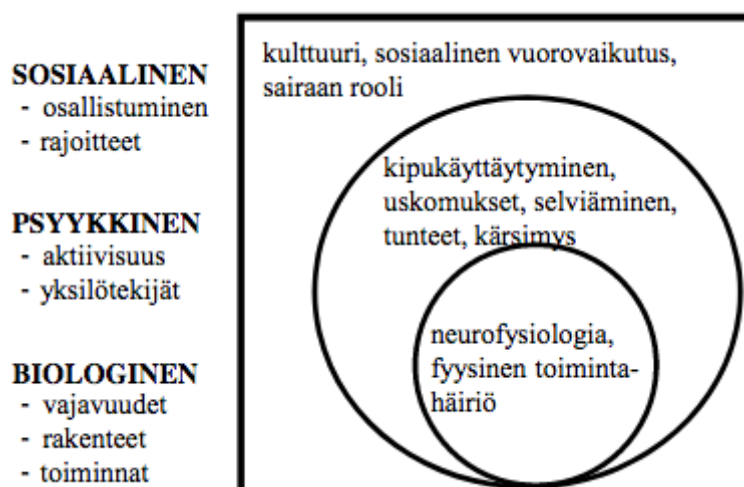 SOSIAALINEN
- osallistuminen
- rajoitteet
PSYYKKINEN
- aktiivisuus
- yksilötekijät
BIOLOGINEN
- vajavuudet
- rakenteet
- toiminnat
kulttuuri, sosiaalinen vuorovaikutus,
sairaan rooli
kipukäyttäytyminen,
uskomukset, selviäminen,
tunteet, kärsimys
neurofysiologia,
fyysinen toiminta-
häiriö